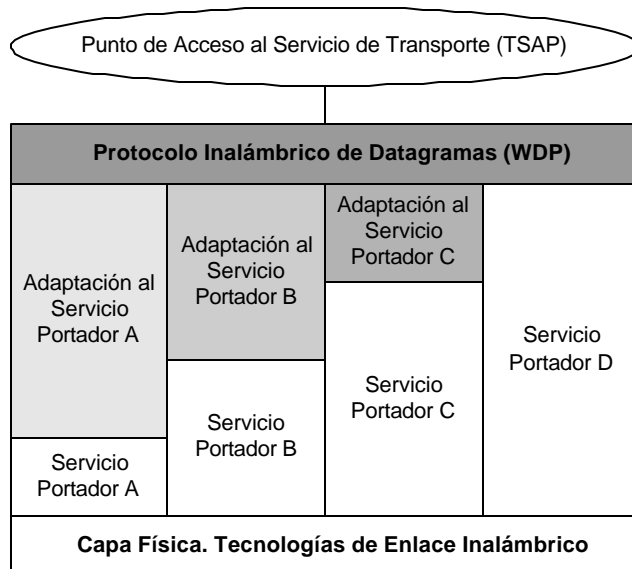 Punto de Acceso al Servicio de Transporte (TSAP)
Protocolo Inalámbrico de Datagramas (WDP)
Adaptación al
Servicio
Portador A
Servicio
Portador A
Adaptación al
Servicio
Portador B
Servicio
Portador B
Adaptación al
Servicio
Portador C
Servicio
Portador C
Servicio
Portador D
Capa Física. Tecnologías de Enlace Inalámbrico